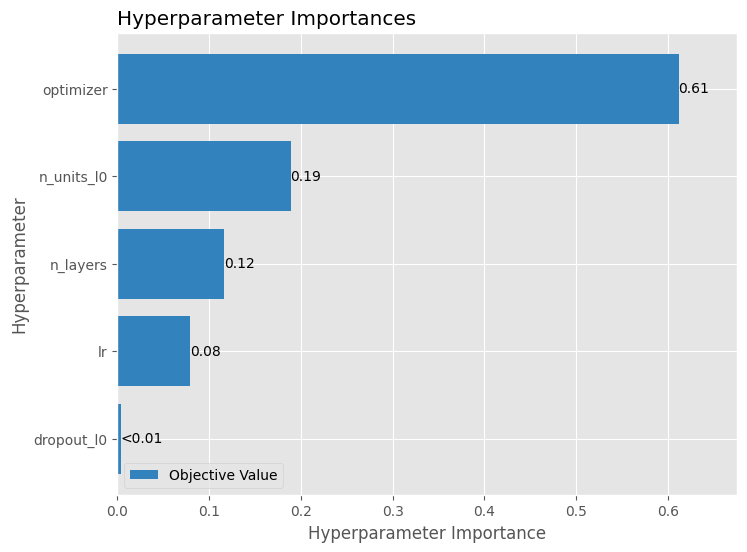 Hyperparameter Importances
optimizer
0.61
n_units_l0
0.19
n_layers
0.12
lr
0.08
dropout_l0
<0.01
Hyperparameter
Objective Value
0.0 0.1 0.2 0.3 0.4 0.5 0.6
Hyperparameter Importance